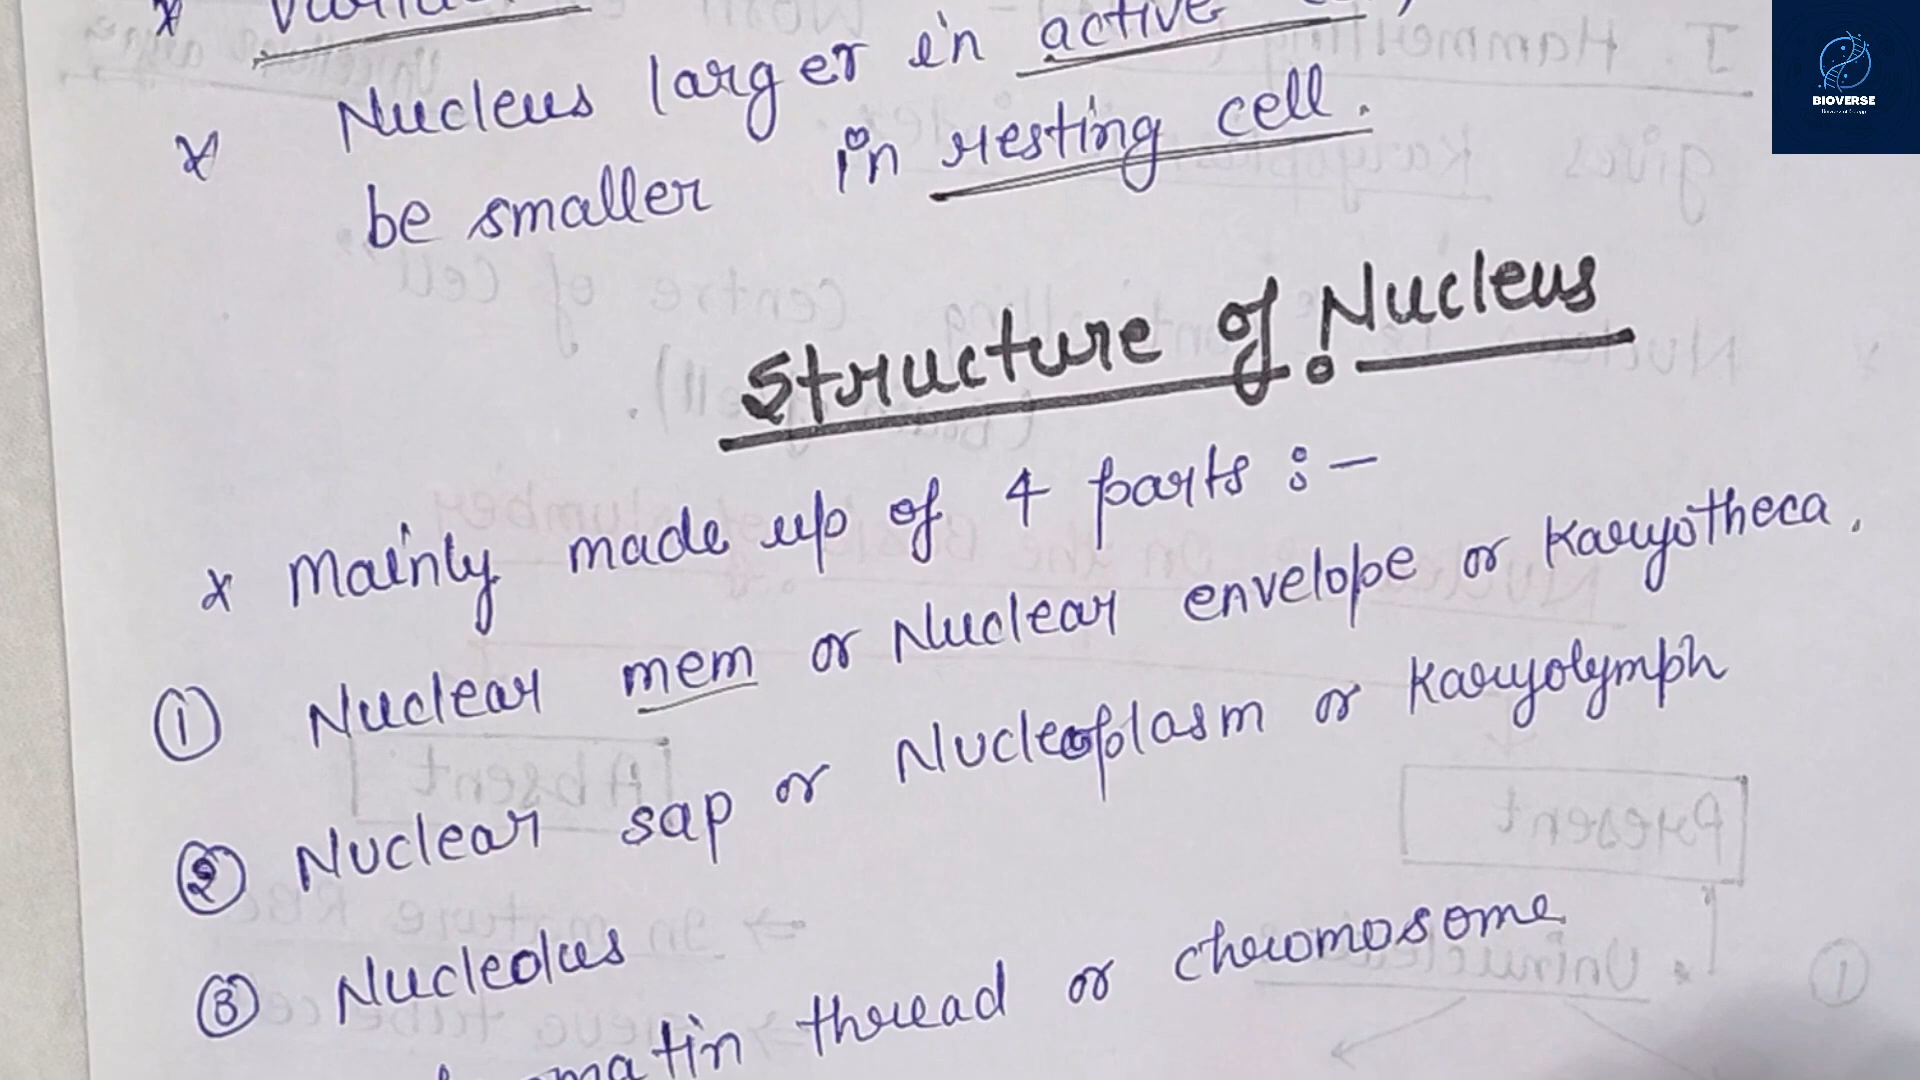 Nucleus larger in active
be smaller in resting cell.
Structure of Nucleus
x Mainly made up of 4 parts :-
① Nuclear mem or Nuclear envelope or Karyotheca.
② Nuclear sap or Nucleoplasm or Karyolymph
③ Nucleolus
matin thread or chromosome
BIOVERSE